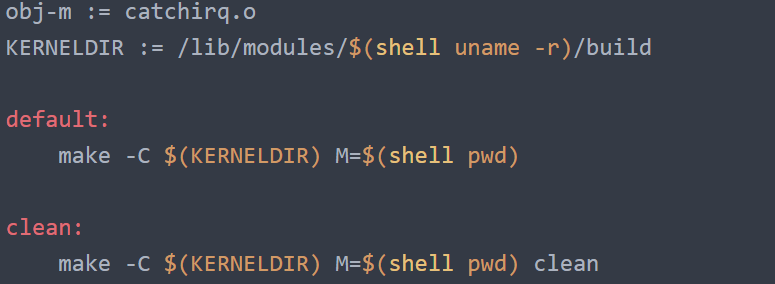 obj-m := catchirq.o
KERNELDIR := /lib/modules/$(shell uname -r)/build
default:
    make -C $(KERNELDIR) M=$(shell pwd)
clean:
    make -C $(KERNELDIR) M=$(shell pwd) clean